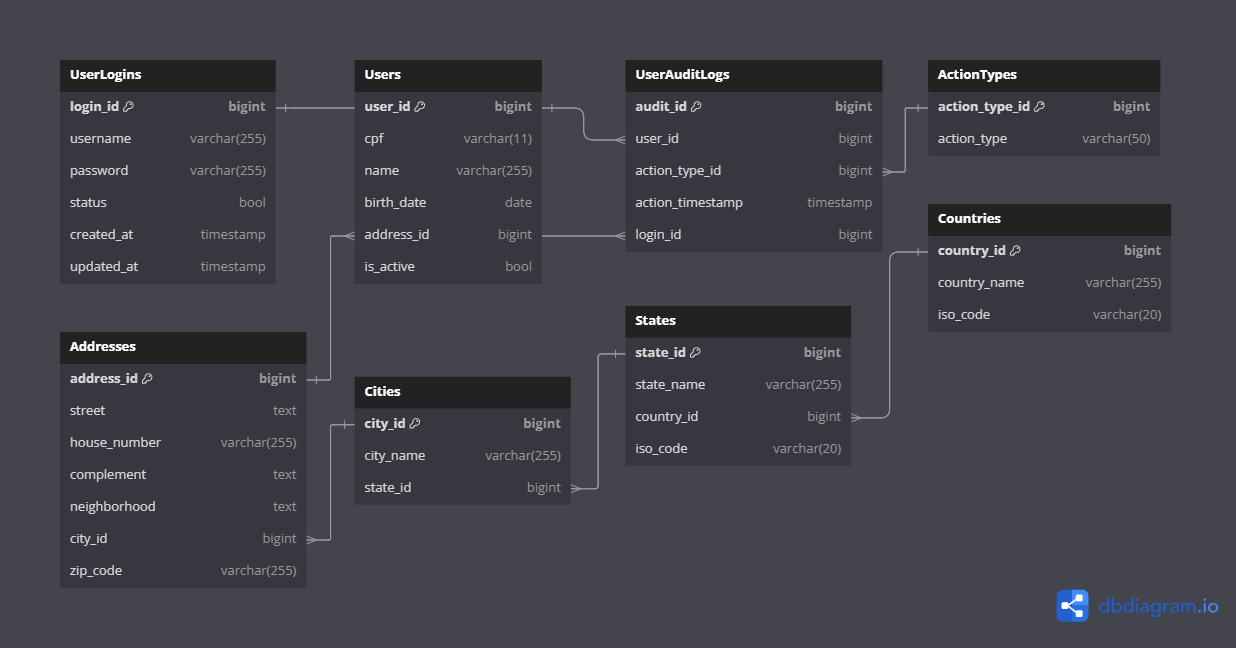 UserLogins
login_id bigint
username varchar(255)
password varchar(255)
status bool
created_at timestamp
updated_at timestamp
Users
user_id bigint
cpf varchar(11)
name varchar(255)
birth_date date
address_id bigint
is_active bool
UserAuditLogs
audit_id bigint
user_id bigint
action_type_id bigint
action_timestamp timestamp
login_id bigint
ActionTypes
action_type_id bigint
action_type varchar(50)
Countries
country_id bigint
country_name varchar(255)
iso_code varchar(20)
Addresses
address_id bigint
street text
house_number varchar(255)
complement text
neighborhood text
city_id bigint
zip_code varchar(255)
Cities
city_id bigint
city_name varchar(255)
state_id bigint
States
state_id bigint
state_name varchar(255)
country_id bigint
iso_code varchar(20)
dbdiagram.io